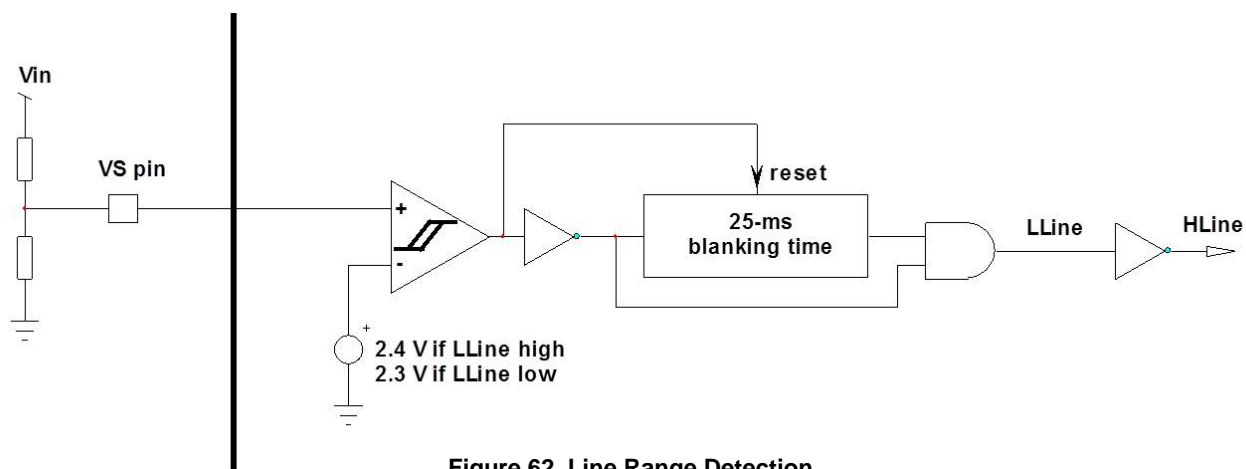 Vin
VS pin
+
-
+
2.4 V if LLine high
2.3 V if LLine low
reset
25-ms
blanking time
LLine
HLine
Figure 62. Line Range Detection